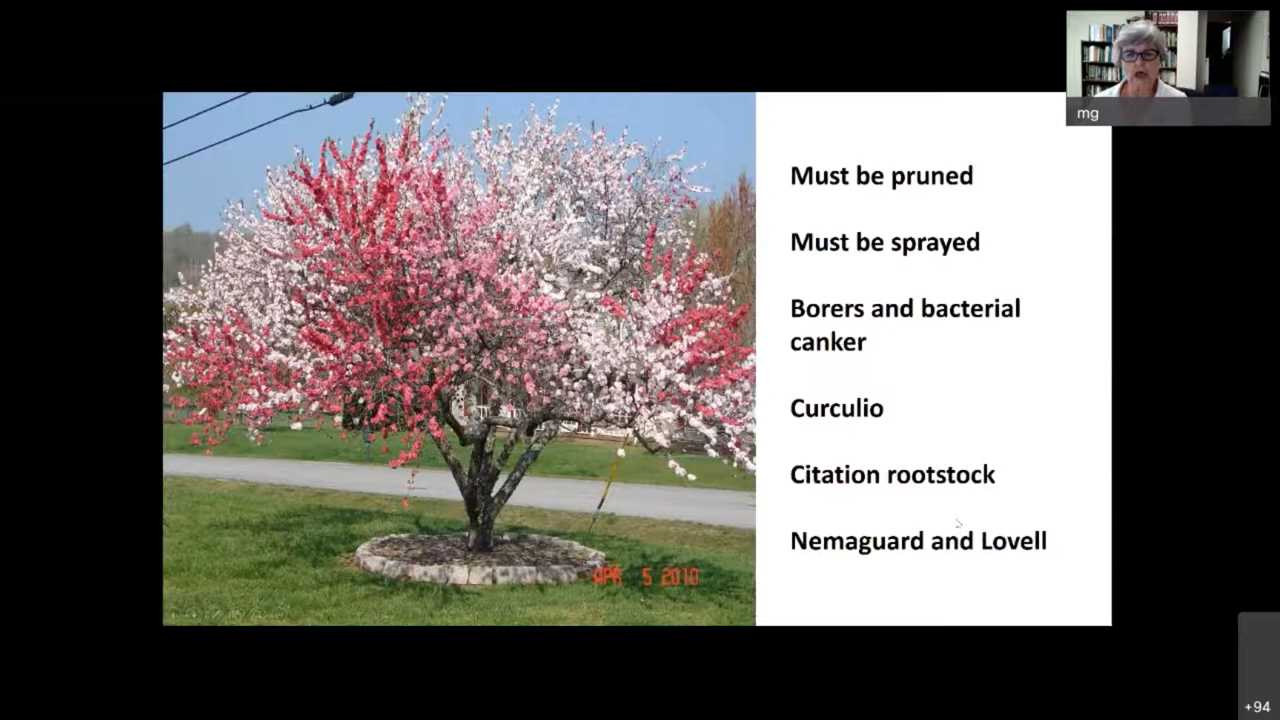 mg
Must be pruned
Must be sprayed
Borers and bacterial
canker
Curculio
Citation rootstock
Nemaguard and Lovell
APR 5 2010
+94